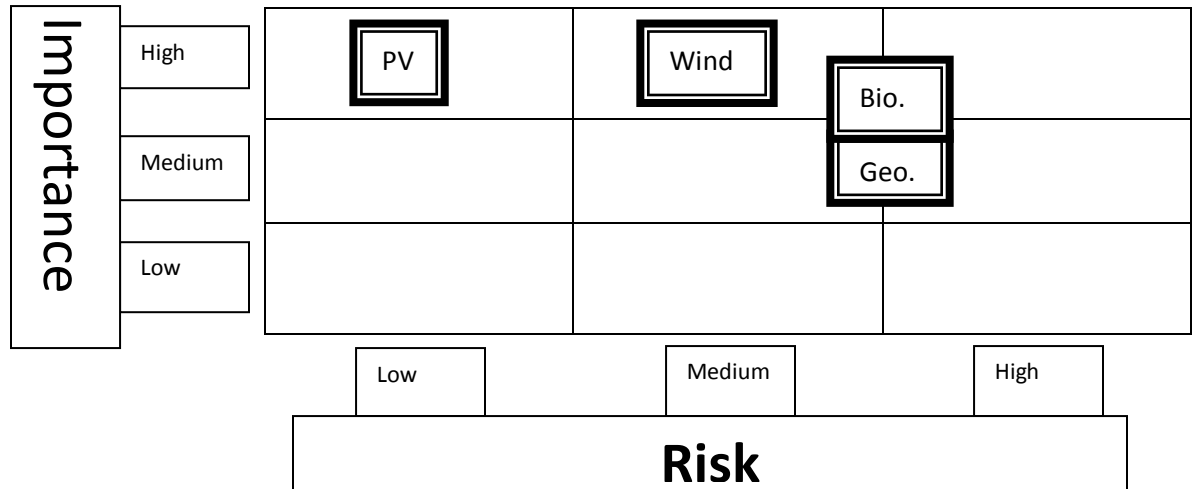 Importance
High
PV
Wind
Bio.
Medium
Geo.
Low
Low
Medium
High
Risk